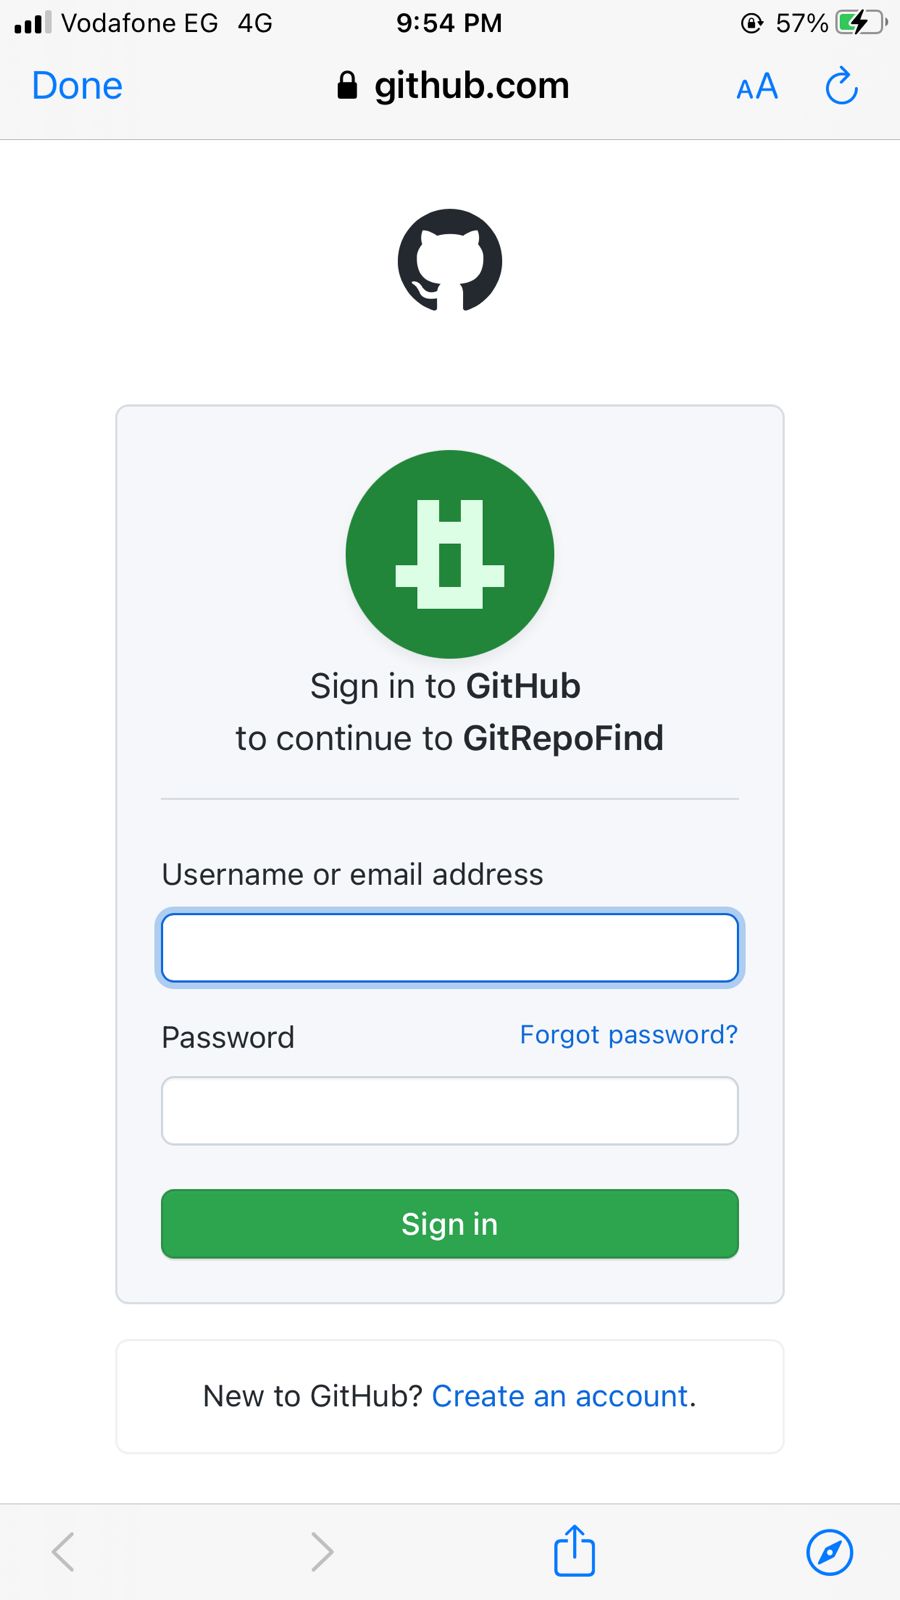 Vodafone EG 4G 9:54 PM 57%
Done github.com AA
Sign in to GitHub
to continue to GitRepoFind
Username or email address
Password Forgot password?
Sign in
New to GitHub? Create an account.